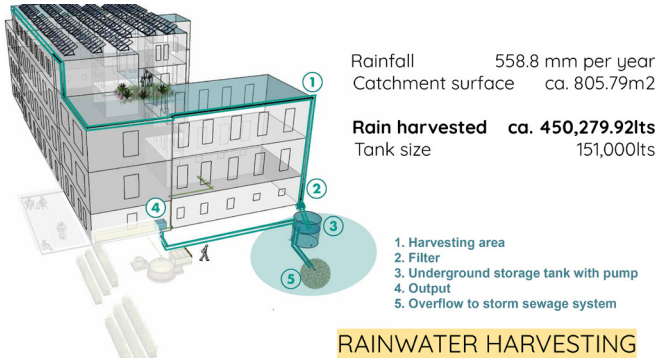 Rainfall 558.8 mm per year
Catchment surface ca. 805.79m2
Rain harvested ca. 450,279.92lts
Tank size 151,000lts
1
2
3
4
5
1. Harvesting area
2. Filter
3. Underground storage tank with pump
4. Output
5. Overflow to storm sewage system
RAINWATER HARVESTING